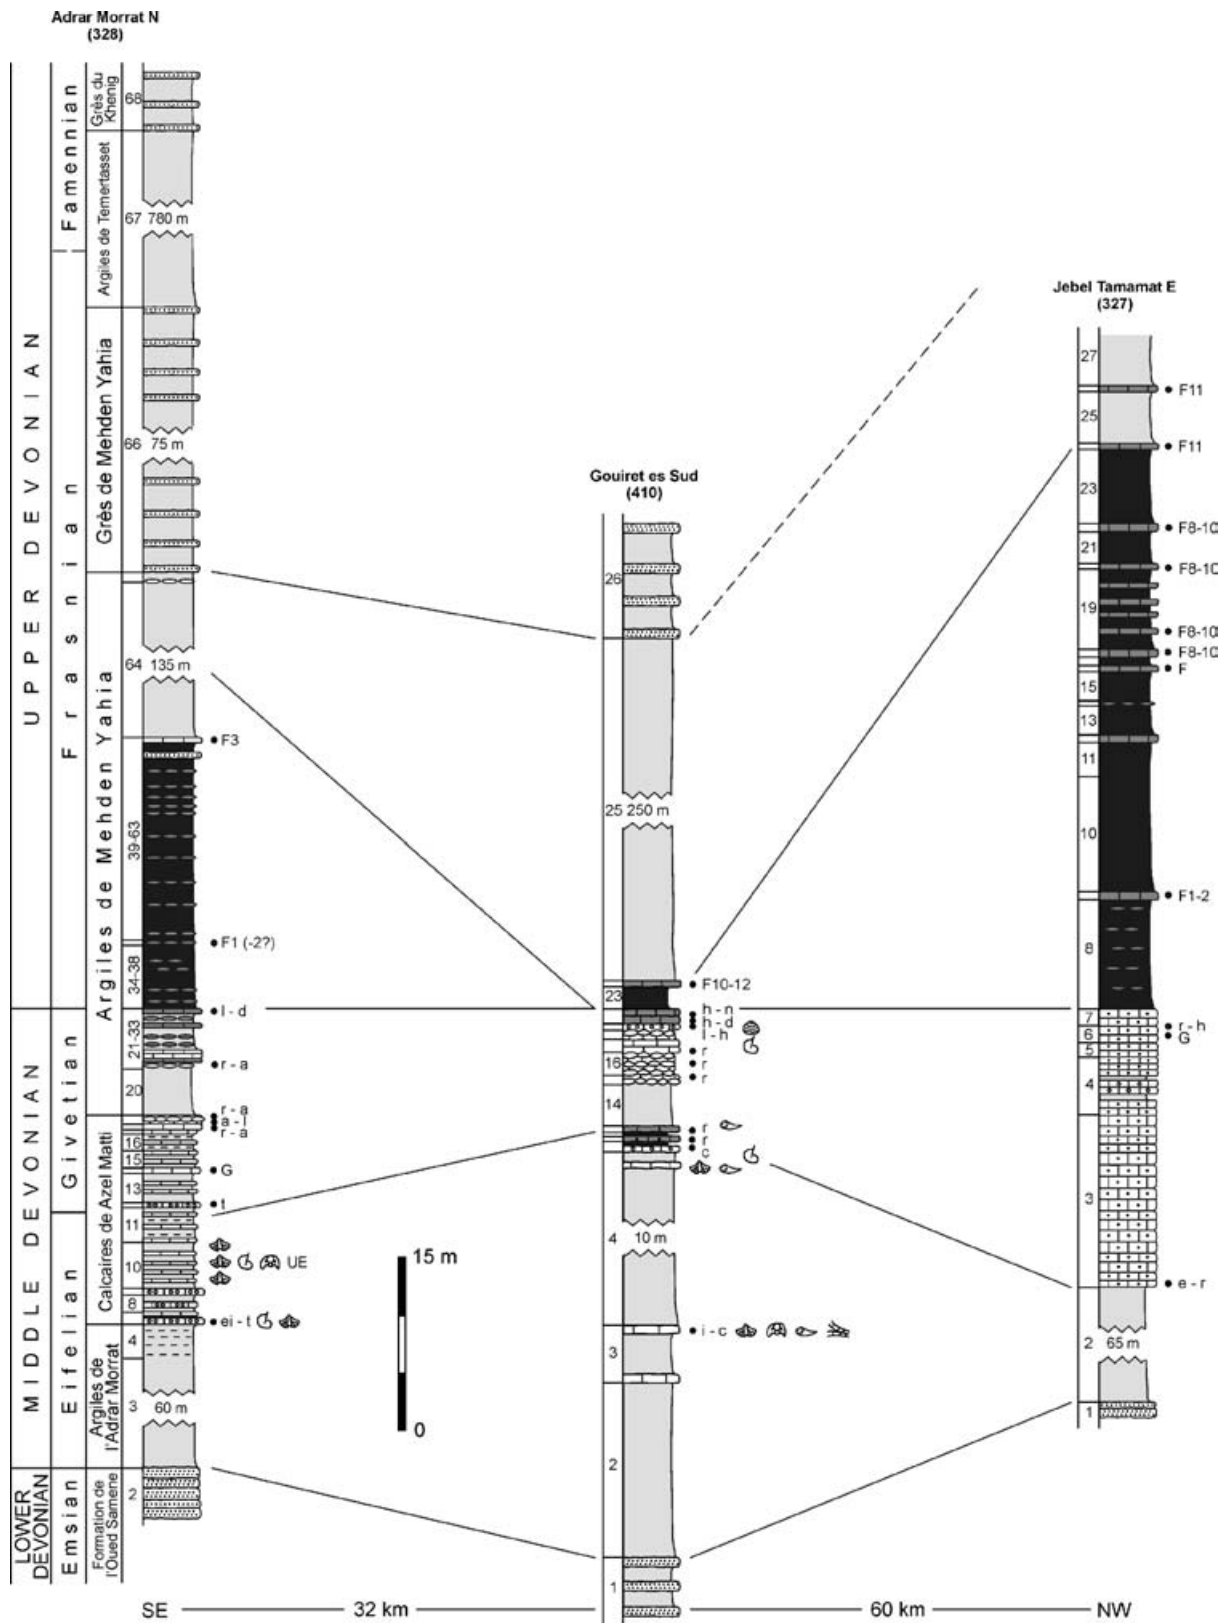 Adrar Morrat N
(328)
UPPER DEVONIAN
MIDDLE DEVONIAN
LOWER
DEVONIAN
Famennian
Frasnian
Givetian
Eifelian
Emsian
Grès du
Khenig
Argiles de Temertasset
Grès de Mehden Yahia
Argiles de Mehden Yahia
Calcaires de Azel Matti
Argiles de
l'Adrar Morrat
Formation de
l'Oued Samene
68
67 780 m
66 75 m
64 135 m
F3
39-63
F1 (-2?)
34-38
l - d
21-33
r - a
20
r - a
a - l
r - a
16
15
G
13
t
11
10
UE
8
ei - t
4
3 60 m
2
15 m
0
Gouiret es Sud
(410)
26
25 250 m
F10-12
23
h - n
h - d
l - h
r
16
r
r
14
r
r
c
4 10 m
i - c
3
2
1
Jebel Tamamat E
(327)
27
F11
25
F11
23
F8-10
21
F8-10
19
F8-10
F8-10
F
15
13
11
10
F1-2
8
7
r - h
6
G
5
4
3
e - r
2 65 m
1
SE
32 km
60 km
NW